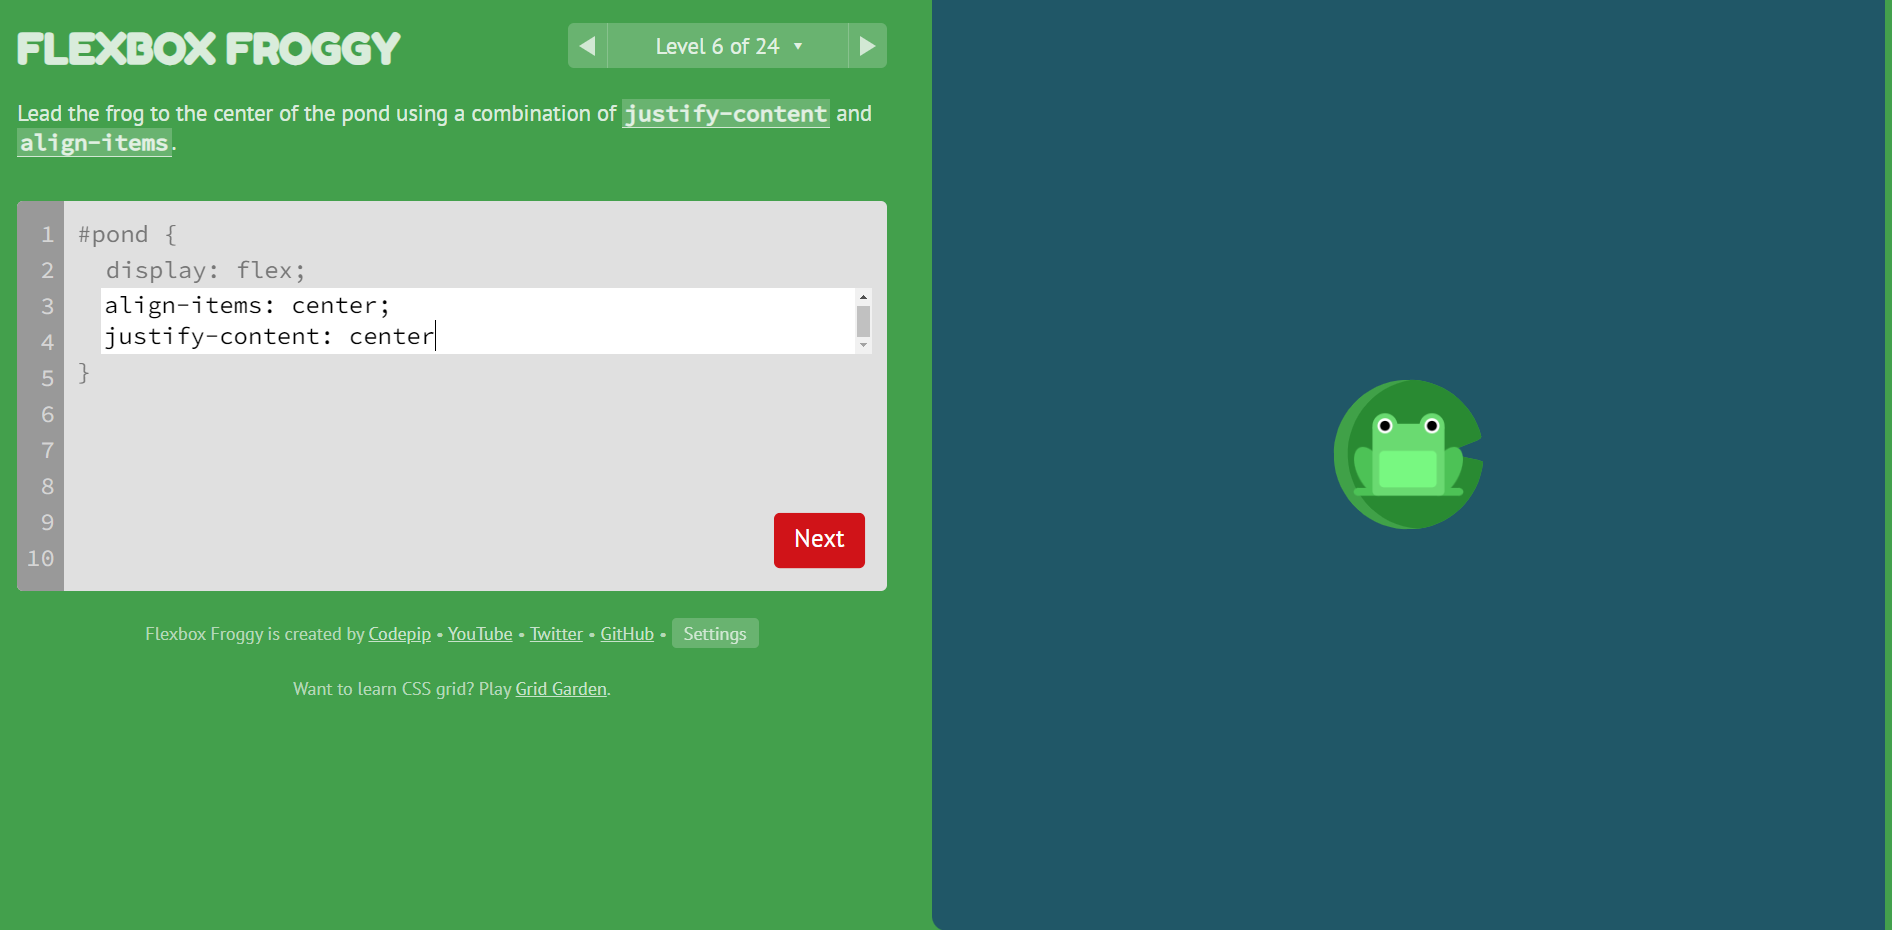 FLEXBOX FROGGY
Level 6 of 24
Lead the frog to the center of the pond using a combination of justify-content and
align-items.
1 #pond {
2 display: flex;
3 align-items: center;
4 justify-content: center
5 }
6
7
8
9
10
Next
Flexbox Froggy is created by Codepip • YouTube • Twitter • GitHub • Settings
Want to learn CSS grid? Play Grid Garden.